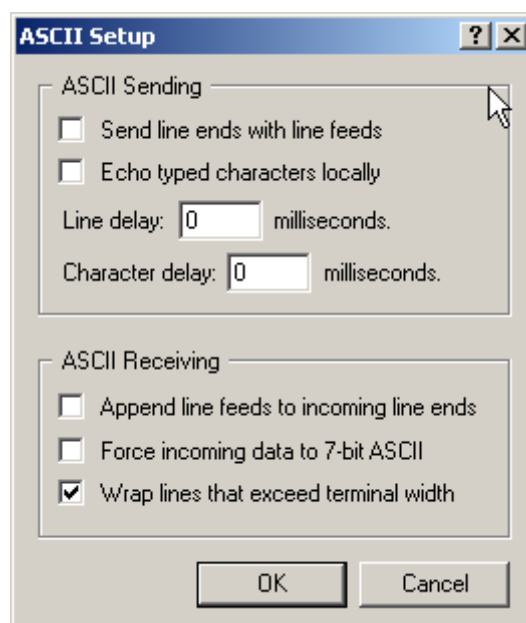 ASCII Setup
ASCII Sending
Send line ends with line feeds
Echo typed characters locally
Line delay: 0 milliseconds.
Character delay: 0 milliseconds.
ASCII Receiving
Append line feeds to incoming line ends
Force incoming data to 7-bit ASCII
Wrap lines that exceed terminal width
OK Cancel